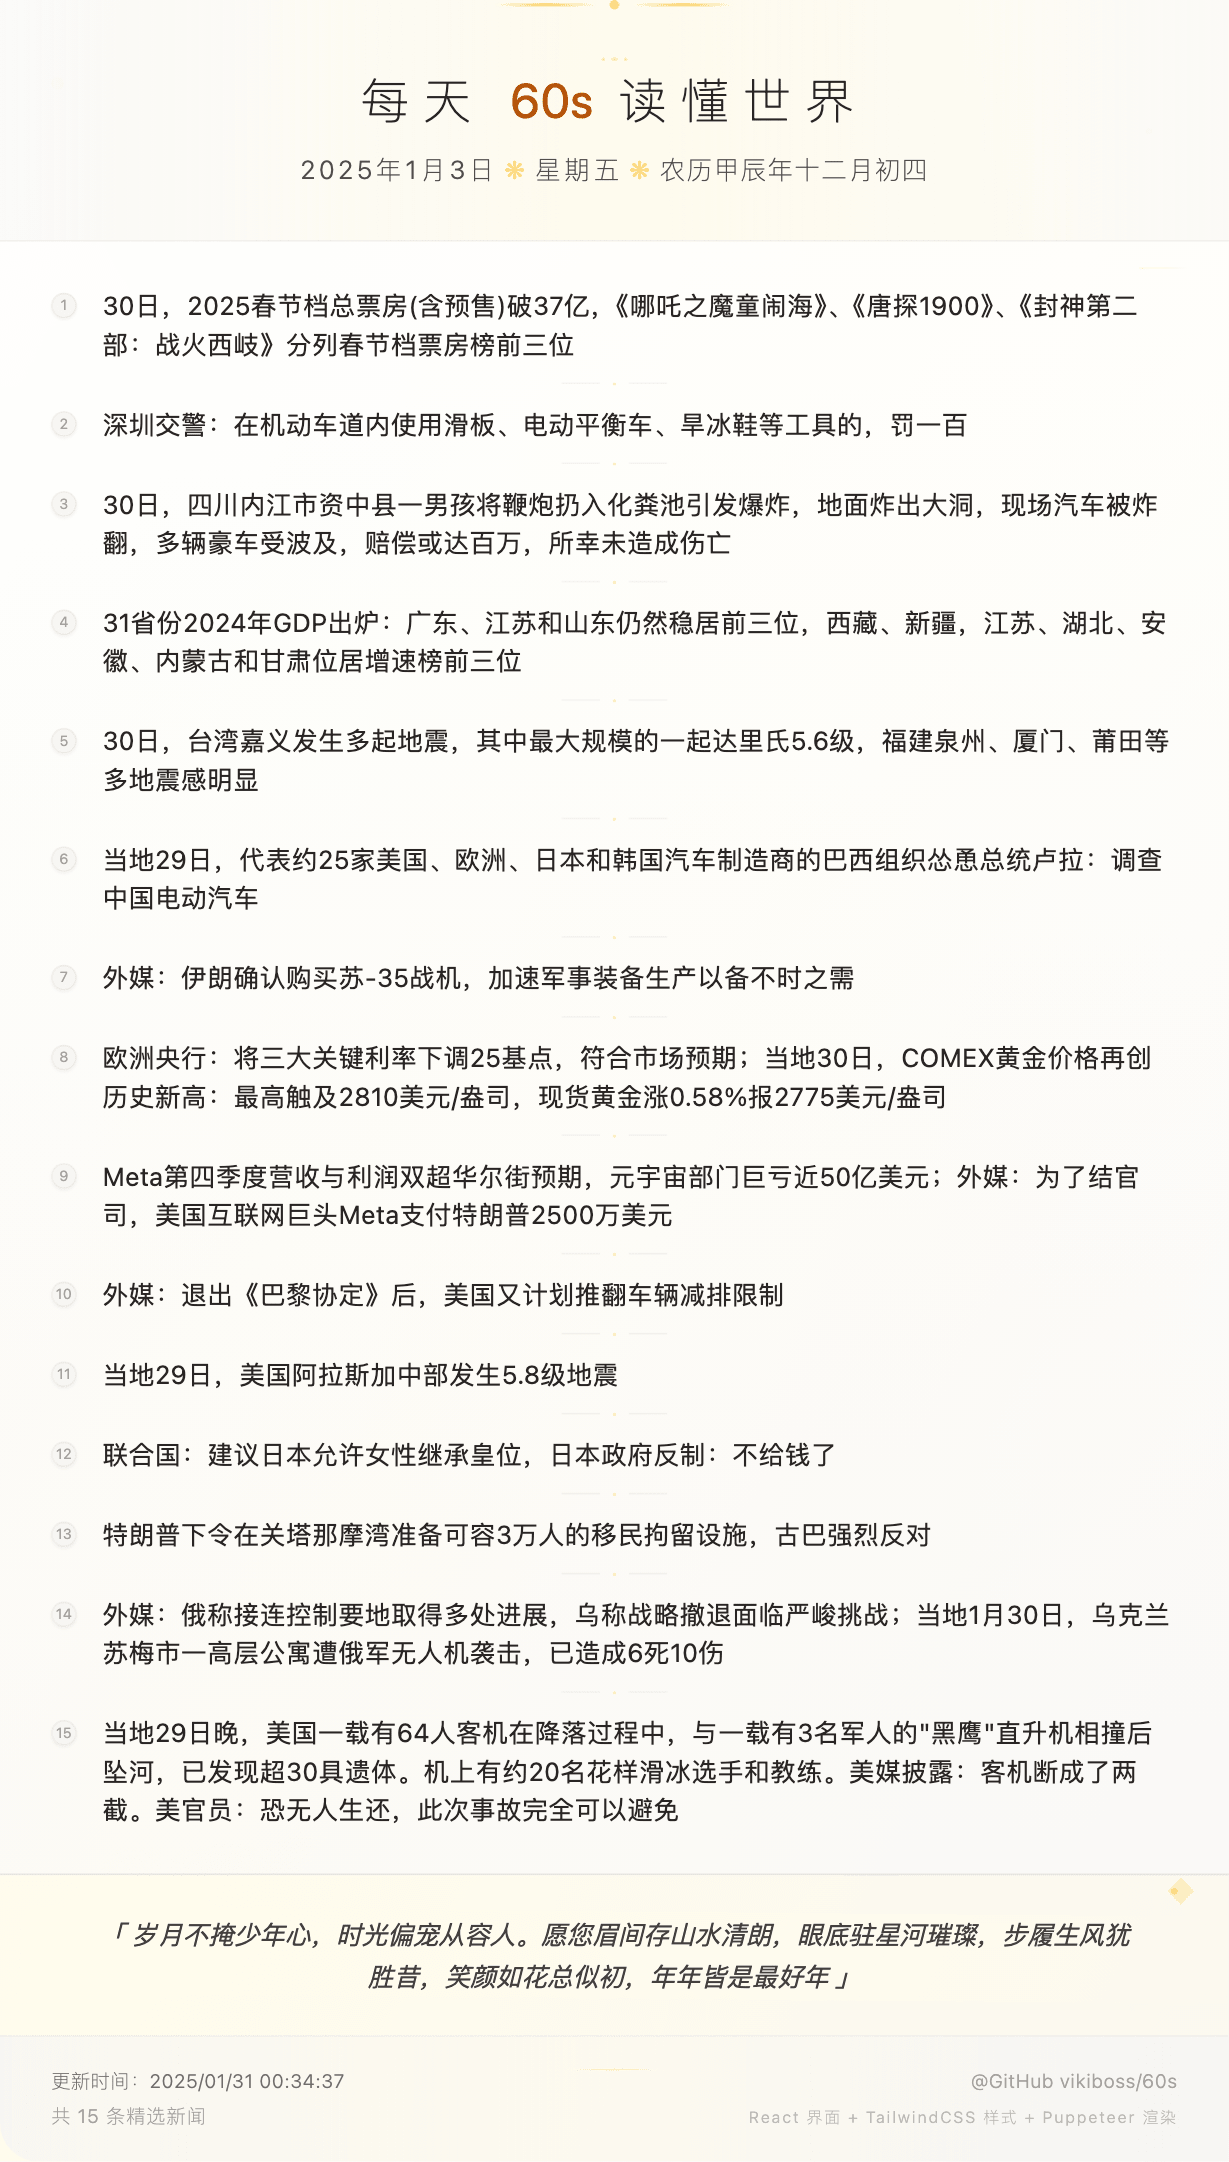 每天 60s 读懂世界
2025年1月3日 ❋ 星期五 ❋ 农历甲辰年十二月初四
1 30日，2025春节档总票房(含预售)破37亿，《哪吒之魔童闹海》、《唐探1900》、《封神第二
部：战火西岐》分列春节档票房榜前三位
2 深圳交警：在机动车道内使用滑板、电动平衡车、旱冰鞋等工具的，罚一百
3 30日，四川内江市资中县一男孩将鞭炮扔入化粪池引发爆炸，地面炸出大洞，现场汽车被炸
翻，多辆豪车受波及，赔偿或达百万，所幸未造成伤亡
4 31省份2024年GDP出炉：广东、江苏和山东仍然稳居前三位，西藏、新疆，江苏、湖北、安
徽、内蒙古和甘肃位居增速榜前三位
5 30日，台湾嘉义发生多起地震，其中最大规模的一起达里氏5.6级，福建泉州、厦门、莆田等
多地震感明显
6 当地29日，代表约25家美国、欧洲、日本和韩国汽车制造商的巴西组织怂恿总统卢拉：调查
中国电动汽车
7 外媒：伊朗确认购买苏-35战机，加速军事装备生产以备不时之需
8 欧洲央行：将三大关键利率下调25基点，符合市场预期；当地30日，COMEX黄金价格再创
历史新高：最高触及2810美元/盎司，现货黄金涨0.58%报2775美元/盎司
9 Meta第四季度营收与利润双超华尔街预期，元宇宙部门巨亏近50亿美元；外媒：为了结官
司，美国互联网巨头Meta支付特朗普2500万美元
10 外媒：退出《巴黎协定》后，美国又计划推翻车辆减排限制
11 当地29日，美国阿拉斯加中部发生5.8级地震
12 联合国：建议日本允许女性继承皇位，日本政府反制：不给钱了
13 特朗普下令在关塔那摩湾准备可容3万人的移民拘留设施，古巴强烈反对
14 外媒：俄称接连控制要地取得多处进展，乌称战略撤退面临严峻挑战；当地1月30日，乌克兰
苏梅市一高层公寓遭俄军无人机袭击，已造成6死10伤
15 当地29日晚，美国一载有64人客机在降落过程中，与一载有3名军人的"黑鹰"直升机相撞后
坠河，已发现超30具遗体。机上有约20名花样滑冰选手和教练。美媒披露：客机断成了两
截。美官员：恐无人生还，此次事故完全可以避免
「 岁月不掩少年心，时光偏宠从容人。愿您眉间存山水清朗，眼底驻星河璀璨，步履生风犹
胜昔，笑颜如花总似初，年年皆是最好年 」
更新时间：2025/01/31 00:34:37
@GitHub vikiboss/60s
共 15 条精选新闻
React 界面 + TailwindCSS 样式 + Puppeteer 渲染